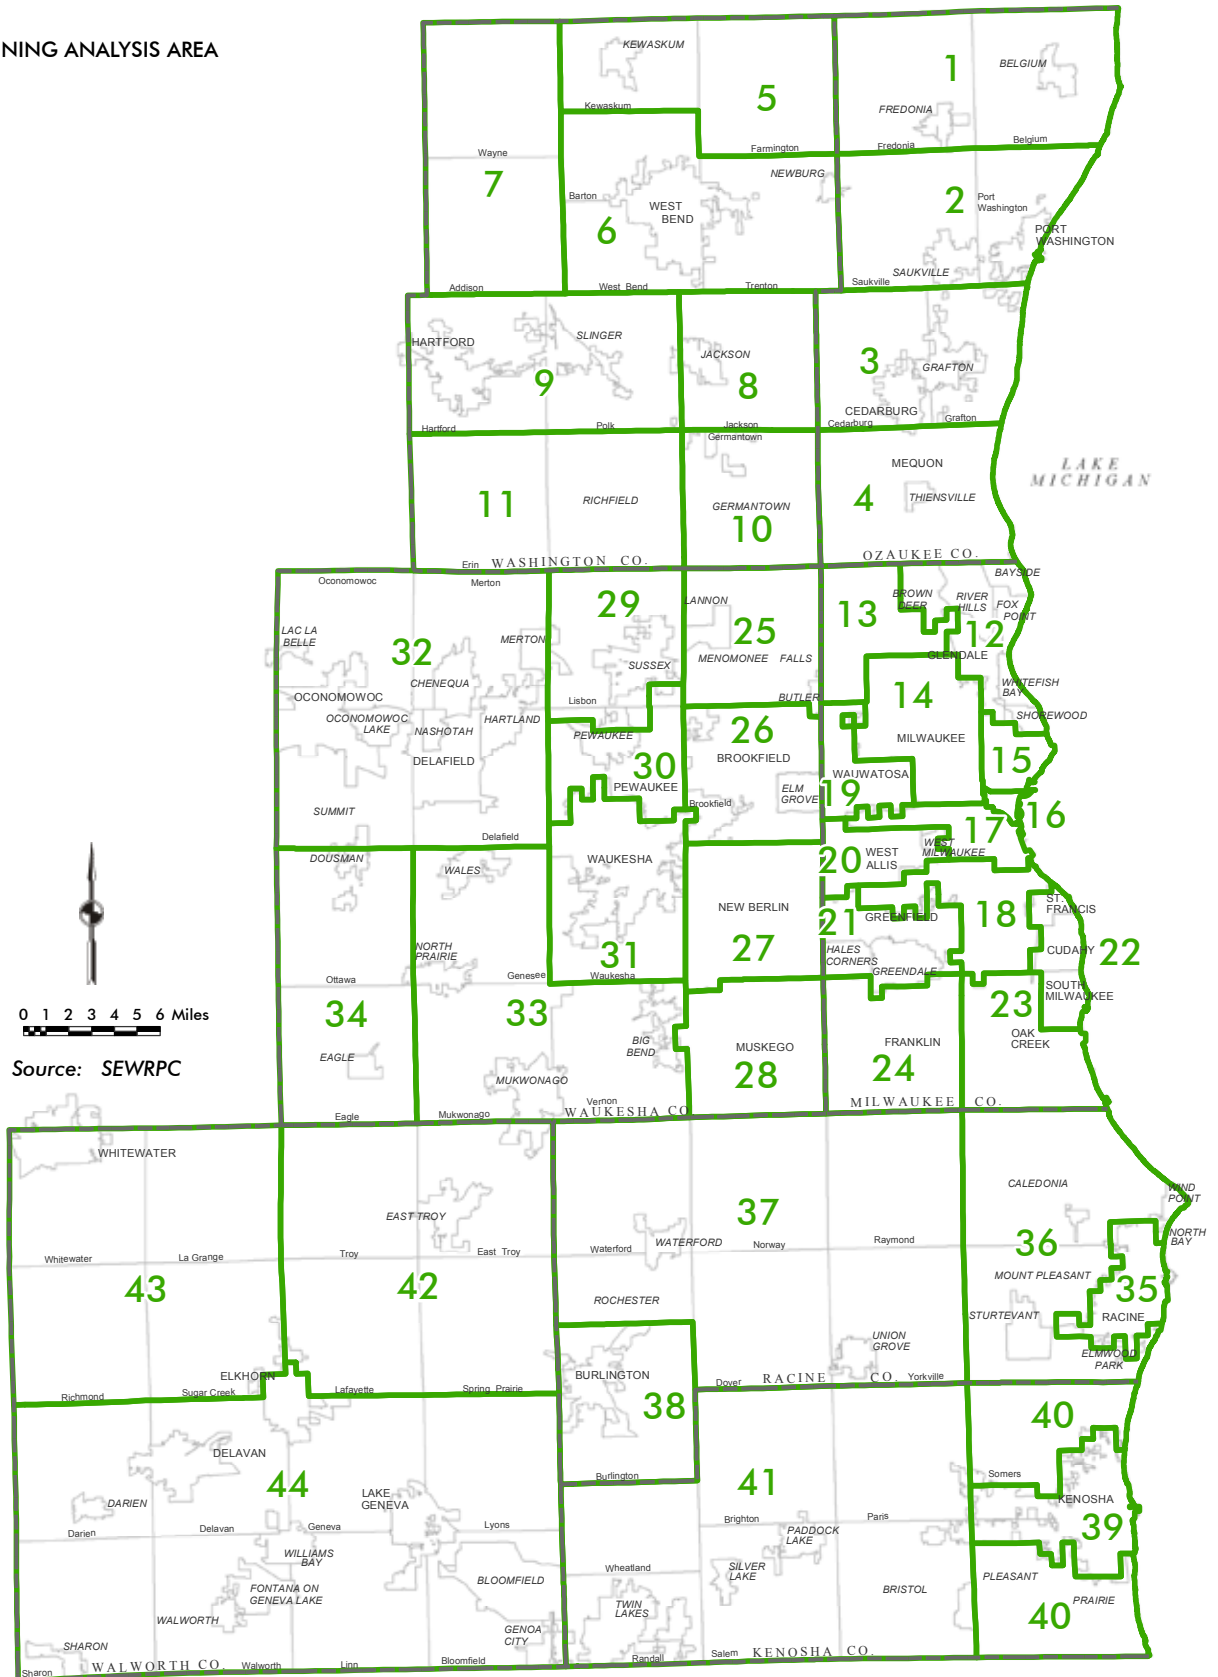 NING ANALYSIS AREA
KEWASKUM
1
BELGIUM
5
Kewaskum
FREDONIA
Farmington
Fredonia
Belgium
Wayne
7
NEWBURG
Barton
WEST
BEND
2
Port
Washington
6
PORT
WASHINGTON
SAUKVILLE
Addison
West Bend
Trenton
Saukville
HARTFORD
SLINGER
JACKSON
3
GRAFTON
9
8
CEDARBURG
Hartford
Polk
Jackson
Cedarburg
Grafton
Germantown
LAKE
MICHIGAN
MEQUON
11
RICHFIELD
GERMANTOWN
10
4
THIENSVILLE
Erin
WASHINGTON CO.
OZAUKEE CO.
Oconomowoc
Merton
29
LANNON
BROWN
DEER
RIVER
HILLS
BAYSIDE
FOX
POINT
13
12
LAC LA
BELLE
32
MERTON
25
SUSSEX
MENOMONEE FALLS
GLENDALE
CHENEQUA
14
WHITEFISH
BAY
OCONOMOWOC
Lisbon
BUTLER
OCONOMOWOC
LAKE
HARTLAND
NASHOTAH
PEWAUKEE
26
SHOREWOOD
DELAFIELD
30
BROOKFIELD
MILWAUKEE
15
PEWAUKEE
WAUWATOSA
ELM
GROVE
19
SUMMIT
Brookfield
16
17
Delafield
DOUSMAN
WALES
WAUKESHA
20
WEST
ALLIS
WEST
MILWAUKEE
NEW BERLIN
21
GREENFIELD
18
ST.
FRANCIS
NORTH
PRAIRIE
31
27
HALES
CORNERS
GREENDALE
CUDAHY
22
Ottawa
Genesee
Waukesha
SOUTH
MILWAUKEE
34
33
23
0 1 2 3 4 5 6 Miles
Source: SEWRPC
EAGLE
BIG
BEND
MUSKEGO
FRANKLIN
OAK
CREEK
28
24
MUKWONAGO
Vernon
Eagle
Mukwonago
WAUKESHA CO
MILWAUKEE CO.
WHITEWATER
CALEDONIA
WIND
POINT
EAST TROY
37
NORTH
BAY
Whitewater
La Grange
Troy
East Troy
Waterford
WATERFORD
Norway
Raymond
36
43
42
MOUNT PLEASANT
35
ROCHESTER
STURTEVANT
RACINE
UNION
GROVE
ELMWOOD
PARK
ELKHORN
BURLINGTON
Richmond
Sugar Creek
Lafayette
Spring Prairie
Dover
RACINE CO.
Yorkville
38
40
DELAVAN
44
Burlington
41
Somers
LAKE
GENEVA
KENOSHA
DARIEN
Darien
Delavan
Geneva
Lyons
Brighton
Paris
39
WILLIAMS
BAY
PADDOCK
LAKE
Wheatland
SILVER
LAKE
FONTANA ON
GENEVA LAKE
BLOOMFIELD
BRISTOL
PLEASANT
PRAIRIE
WALWORTH
TWIN
LAKES
40
SHARON
GENOA
CITY
Sharon
WALWORTH CO.
Walworth
Linn
Bloomfield
Randall
Salem
KENOSHA CO.